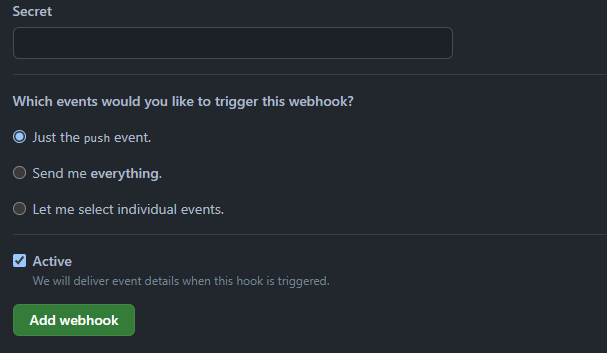 Secret
Which events would you like to trigger this webhook?
Just the push event.
Send me everything.
Let me select individual events.
Active
We will deliver event details when this hook is triggered.
Add webhook